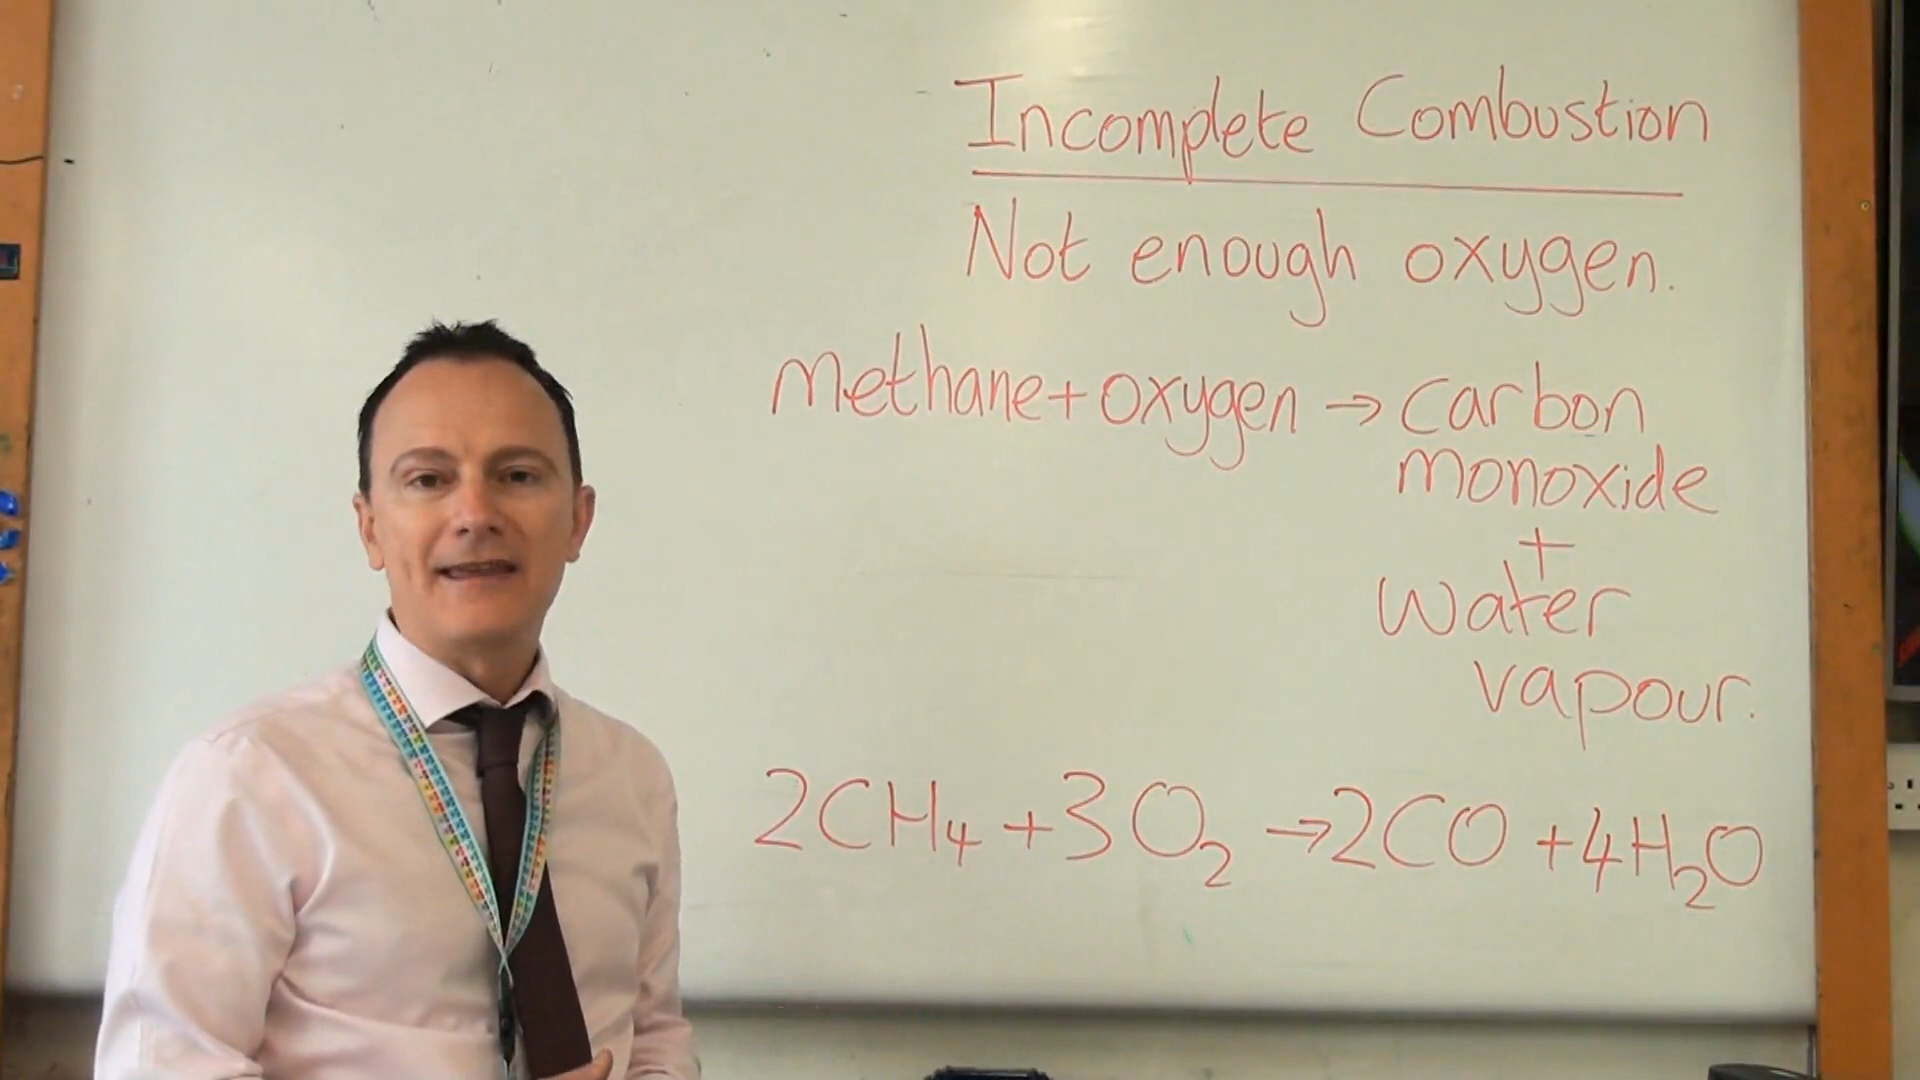 Incomplete Combustion
Not enough oxygen.
methane + oxygen → carbon
monoxide
+
water
vapour.
2CH₄ + 3O₂ → 2CO + 4H₂O